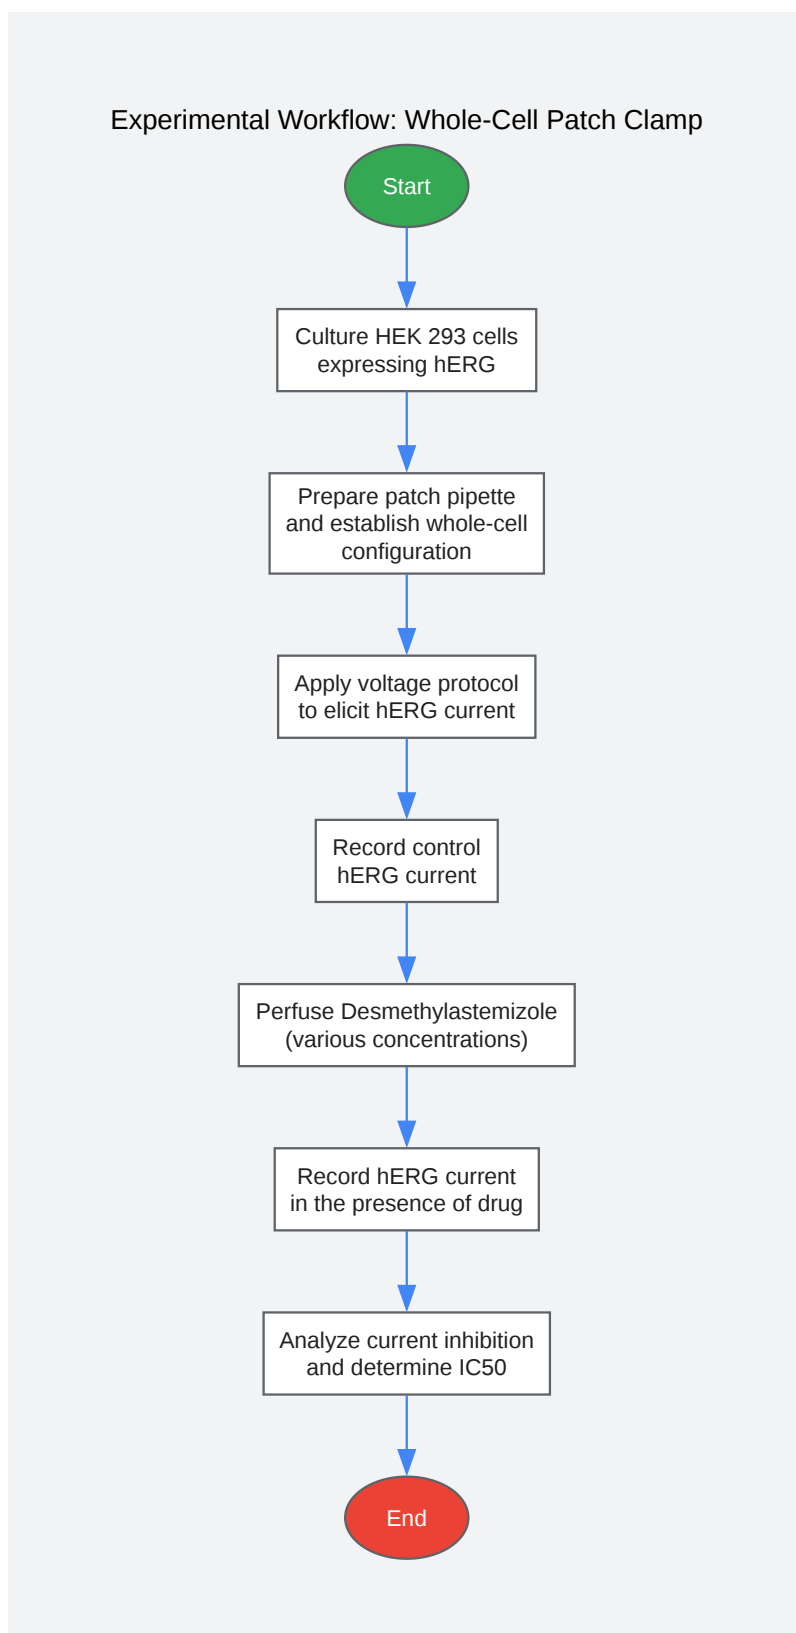 Experimental Workflow: Whole-Cell Patch Clamp
Start
Culture HEK 293 cells
expressing hERG
Prepare patch pipette
and establish whole-cell
configuration
Apply voltage protocol
to elicit hERG current
Record control
hERG current
Perfuse Desmethylastemizole
(various concentrations)
Record hERG current
in the presence of drug
Analyze current inhibition
and determine IC50
End